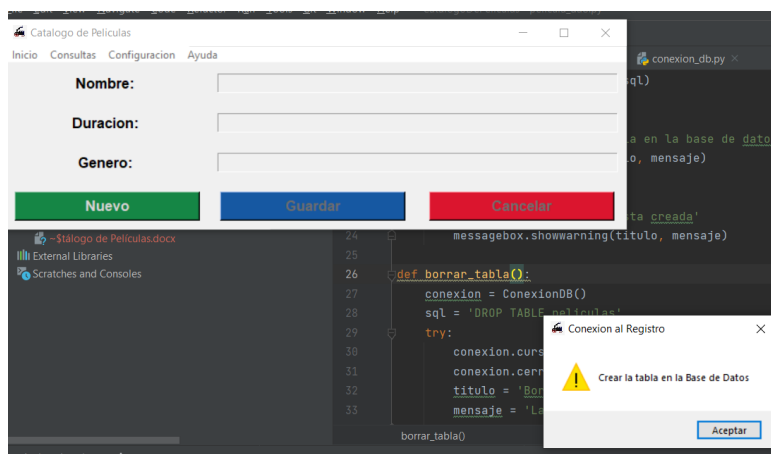 Catalogo de Peliculas
Inicio Consultas Configuracion Ayuda
Nombre:
Duracion:
Genero:
Nuevo Guardar Cancelar
conexion_db.py
ql)
a en la base de dato
o, mensaje)
ta creada'
~$tálogo de Películas.docx
External Libraries
Scratches and Consoles
24 messagebox.showwarning(titulo, mensaje)
25
26 def borrar_tabla():
27 conexion = ConexionDB()
28 sql = 'DROP TABLE peliculas'
29 try:
30 conexion.curs
31 conexion.cerr
32 titulo = 'Bor
33 mensaje = 'La
borrar_tabla()
Conexion al Registro
Crear la tabla en la Base de Datos
Aceptar